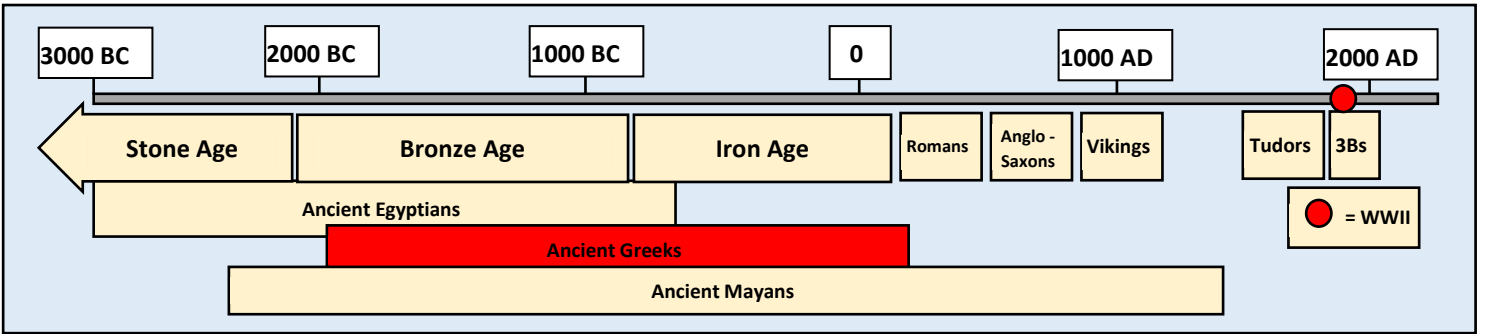 3000 BC
2000 BC
1000 BC
0
1000 AD
2000 AD
Stone Age
Bronze Age
Iron Age
Romans
Anglo -
Saxons
Vikings
Tudors
3Bs
Ancient Egyptians
= WWII
Ancient Greeks
Ancient Mayans